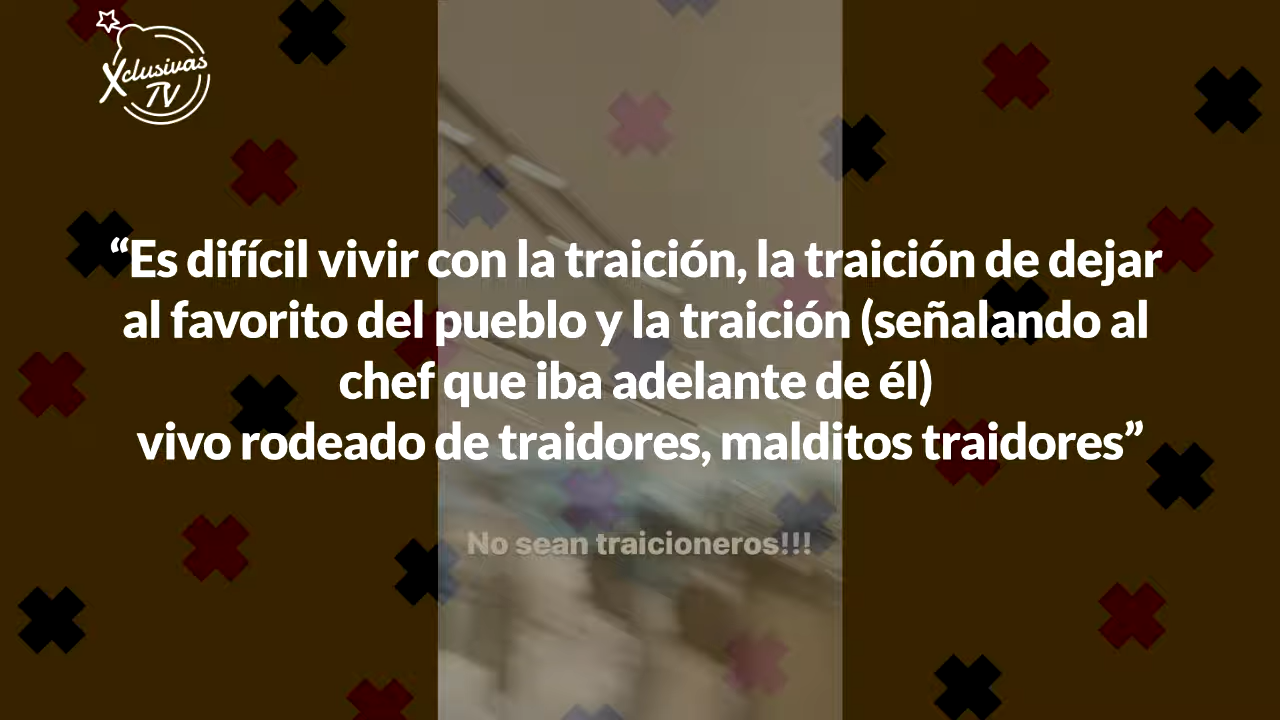 Xclusivas
TV
“Es difícil vivir con la traición, la traición de dejar
al favorito del pueblo y la traición (señalando al
chef que iba adelante de él)
vivo rodeado de traidores, malditos traidores”
No sean traicioneros!!!